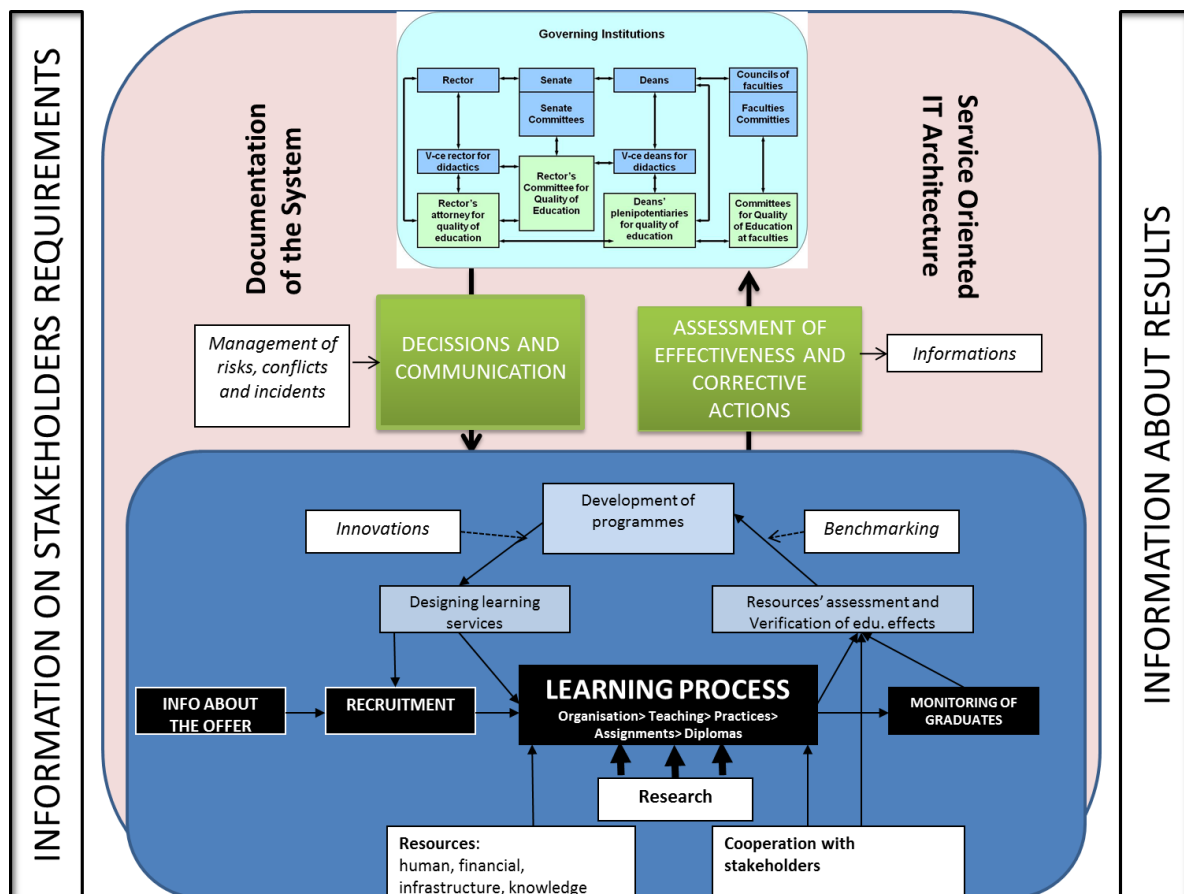 INFORMATION ON STAKEHOLDERS REQUIREMENTS
Governing Institutions
Rector
Senate
Deans
Councils of
faculties
Senate
Committees
Faculties
Committies
V-ce rector for
didactics
Rector's
Committee for
Quality of
Education
V-ce deans for
didactics
Rector's
attorney for
quality of
education
Deans'
plenipotentiaries
for quality of
education
Committees
for Quality
of Education
at faculties
Documentation
of the System
Service Oriented
IT Architecture
Management of
risks, conflicts
and incidents
DECISSIONS AND
COMMUNICATION
ASSESSMENT OF
EFFECTIVENESS AND
CORRECTIVE
ACTIONS
Informations
Development of
programmes
Innovations
Benchmarking
Designing learning
services
Resources' assessment and
Verification of edu. effects
INFO ABOUT
THE OFFER
RECRUITMENT
LEARNING PROCESS
Organisation> Teaching> Practices>
Assignments> Diplomas
MONITORING OF
GRADUATES
Research
Resources:
human, financial,
infrastructure, knowledge
Cooperation with
stakeholders
INFORMATION ABOUT RESULTS